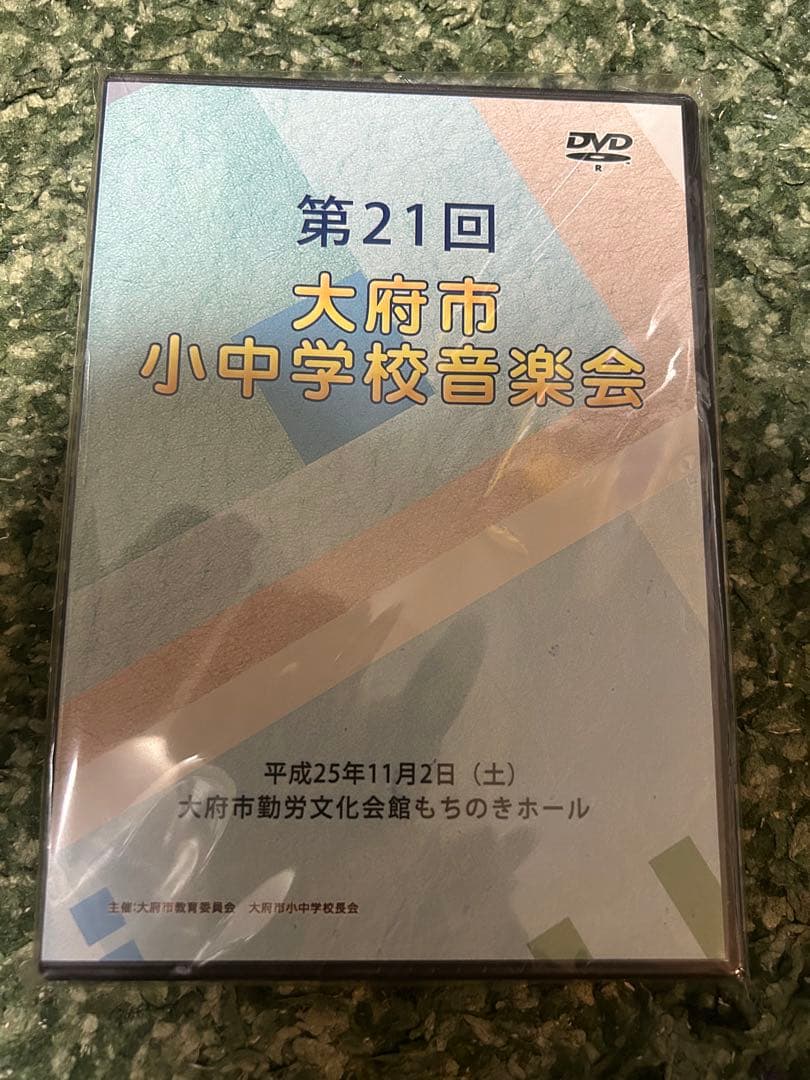 DVD
R
第21回
大府市
小中学校音楽会
平成25年11月2日（土）
大府市勤労文化会館もちのきホール
主催:大府市教育委員会　大府市小中学校長会